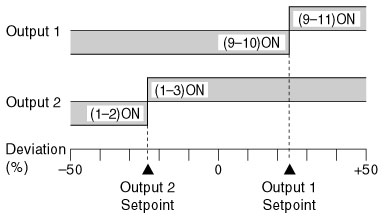 Output 1
(9–11)ON
(9–10)ON
Output 2
(1–3)ON
(1–2)ON
Deviation
(%)
–50
0
+50
Output 2
Setpoint
Output 1
Setpoint